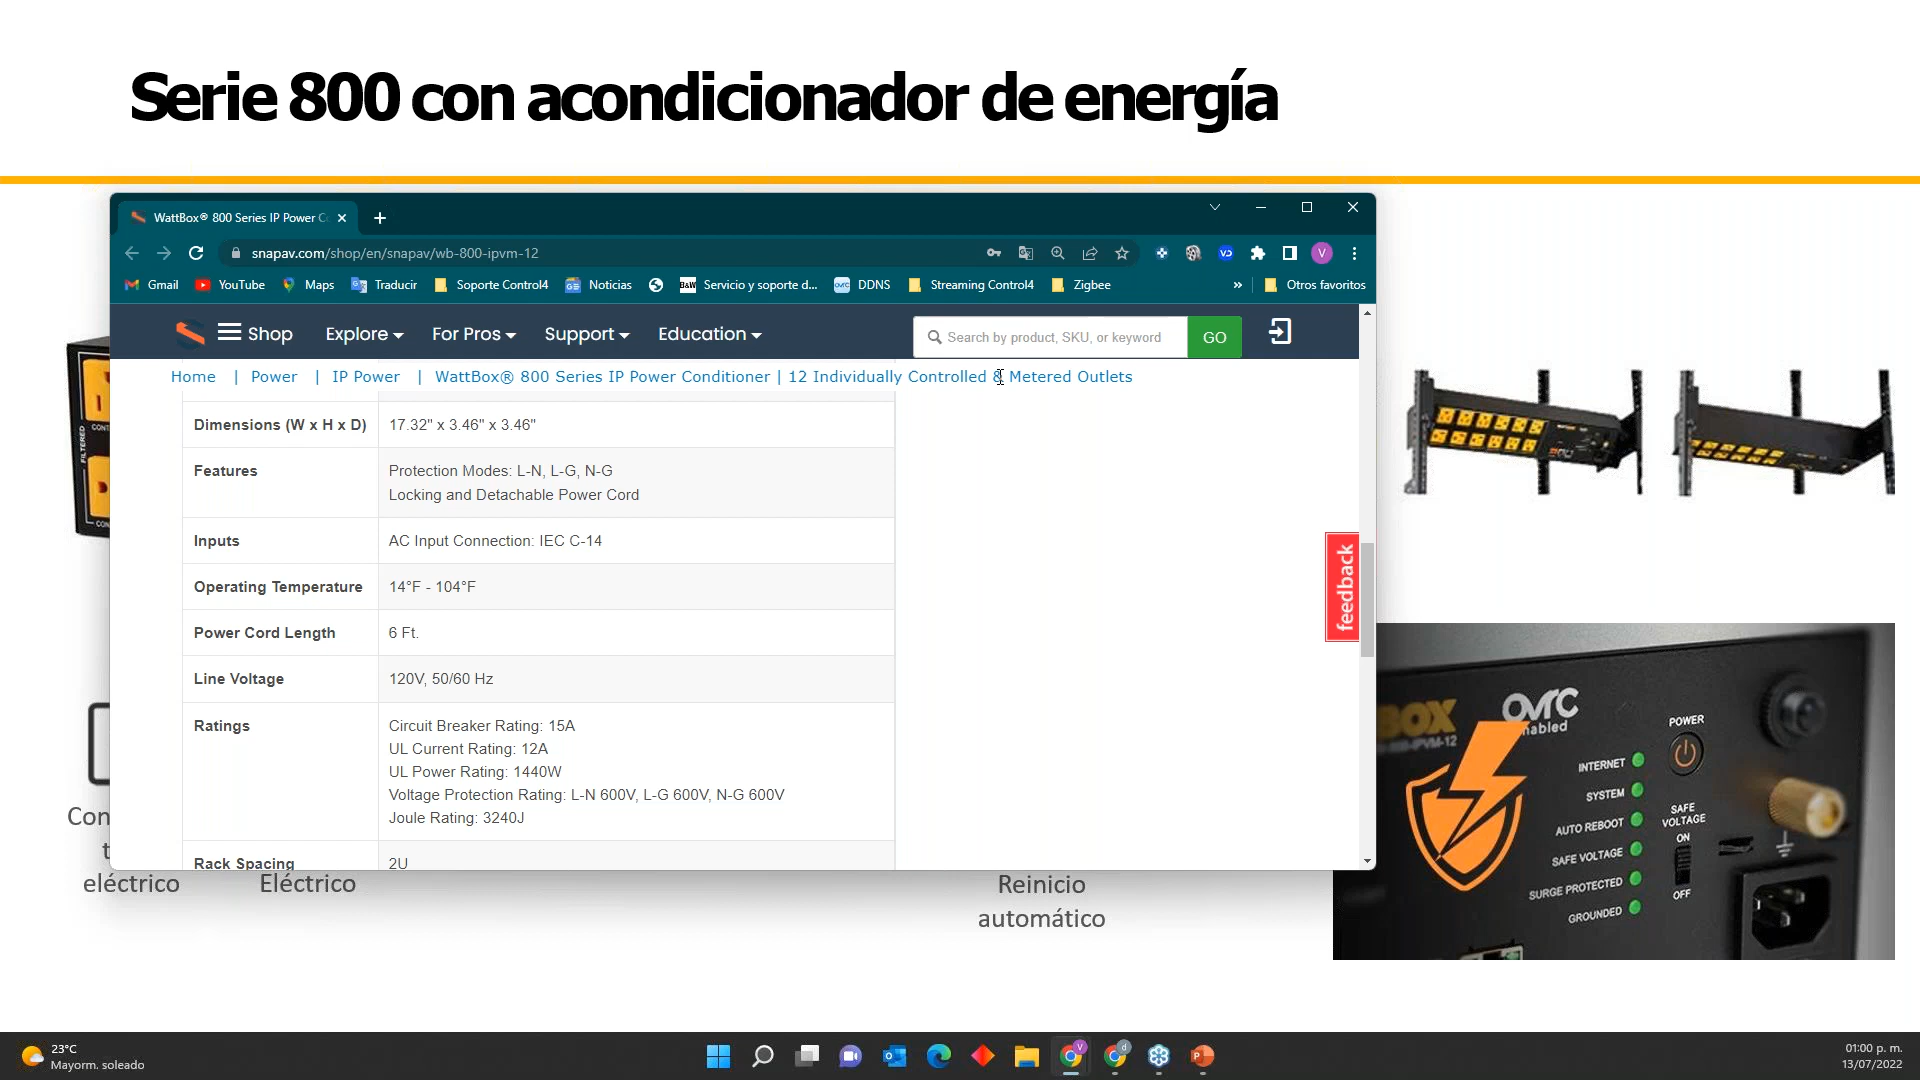 Serie 800 con acondicionador de energía
WattBox® 800 Series IP Power C
snapav.com/shop/en/snapav/wb-800-ipvm-12
Gmail
YouTube
Maps
Traducir
Soporte Control4
Noticias
B&W
Servicio y soporte d...
ovrc
DDNS
Streaming Control4
Zigbee
»
Otros favoritos
VD
V
Shop
Explore
For Pros
Support
Education
Search by product, SKU, or keyword
GO
Home | Power | IP Power | WattBox® 800 Series IP Power Conditioner | 12 Individually Controlled & Metered Outlets
Dimensions (W x H x D) 17.32" x 3.46" x 3.46"
Features Protection Modes: L-N, L-G, N-G
Locking and Detachable Power Cord
Inputs AC Input Connection: IEC C-14
Operating Temperature 14°F - 104°F
Power Cord Length 6 Ft.
Line Voltage 120V, 50/60 Hz
Ratings Circuit Breaker Rating: 15A
UL Current Rating: 12A
UL Power Rating: 1440W
Voltage Protection Rating: L-N 600V, L-G 600V, N-G 600V
Joule Rating: 3240J
Rack Spacing 2U
feedback
FILTERED
Con
t
eléctrico
Eléctrico
Reinicio
automático
BOX
IPVM-12
OVRC
nabled
POWER
INTERNET
SYSTEM
AUTO REBOOT
SAFE VOLTAGE
SURGE PROTECTED
GROUNDED
SAFE
VOLTAGE
ON
OFF
23°C
Mayorm. soleado
01:00 p. m.
13/07/2022